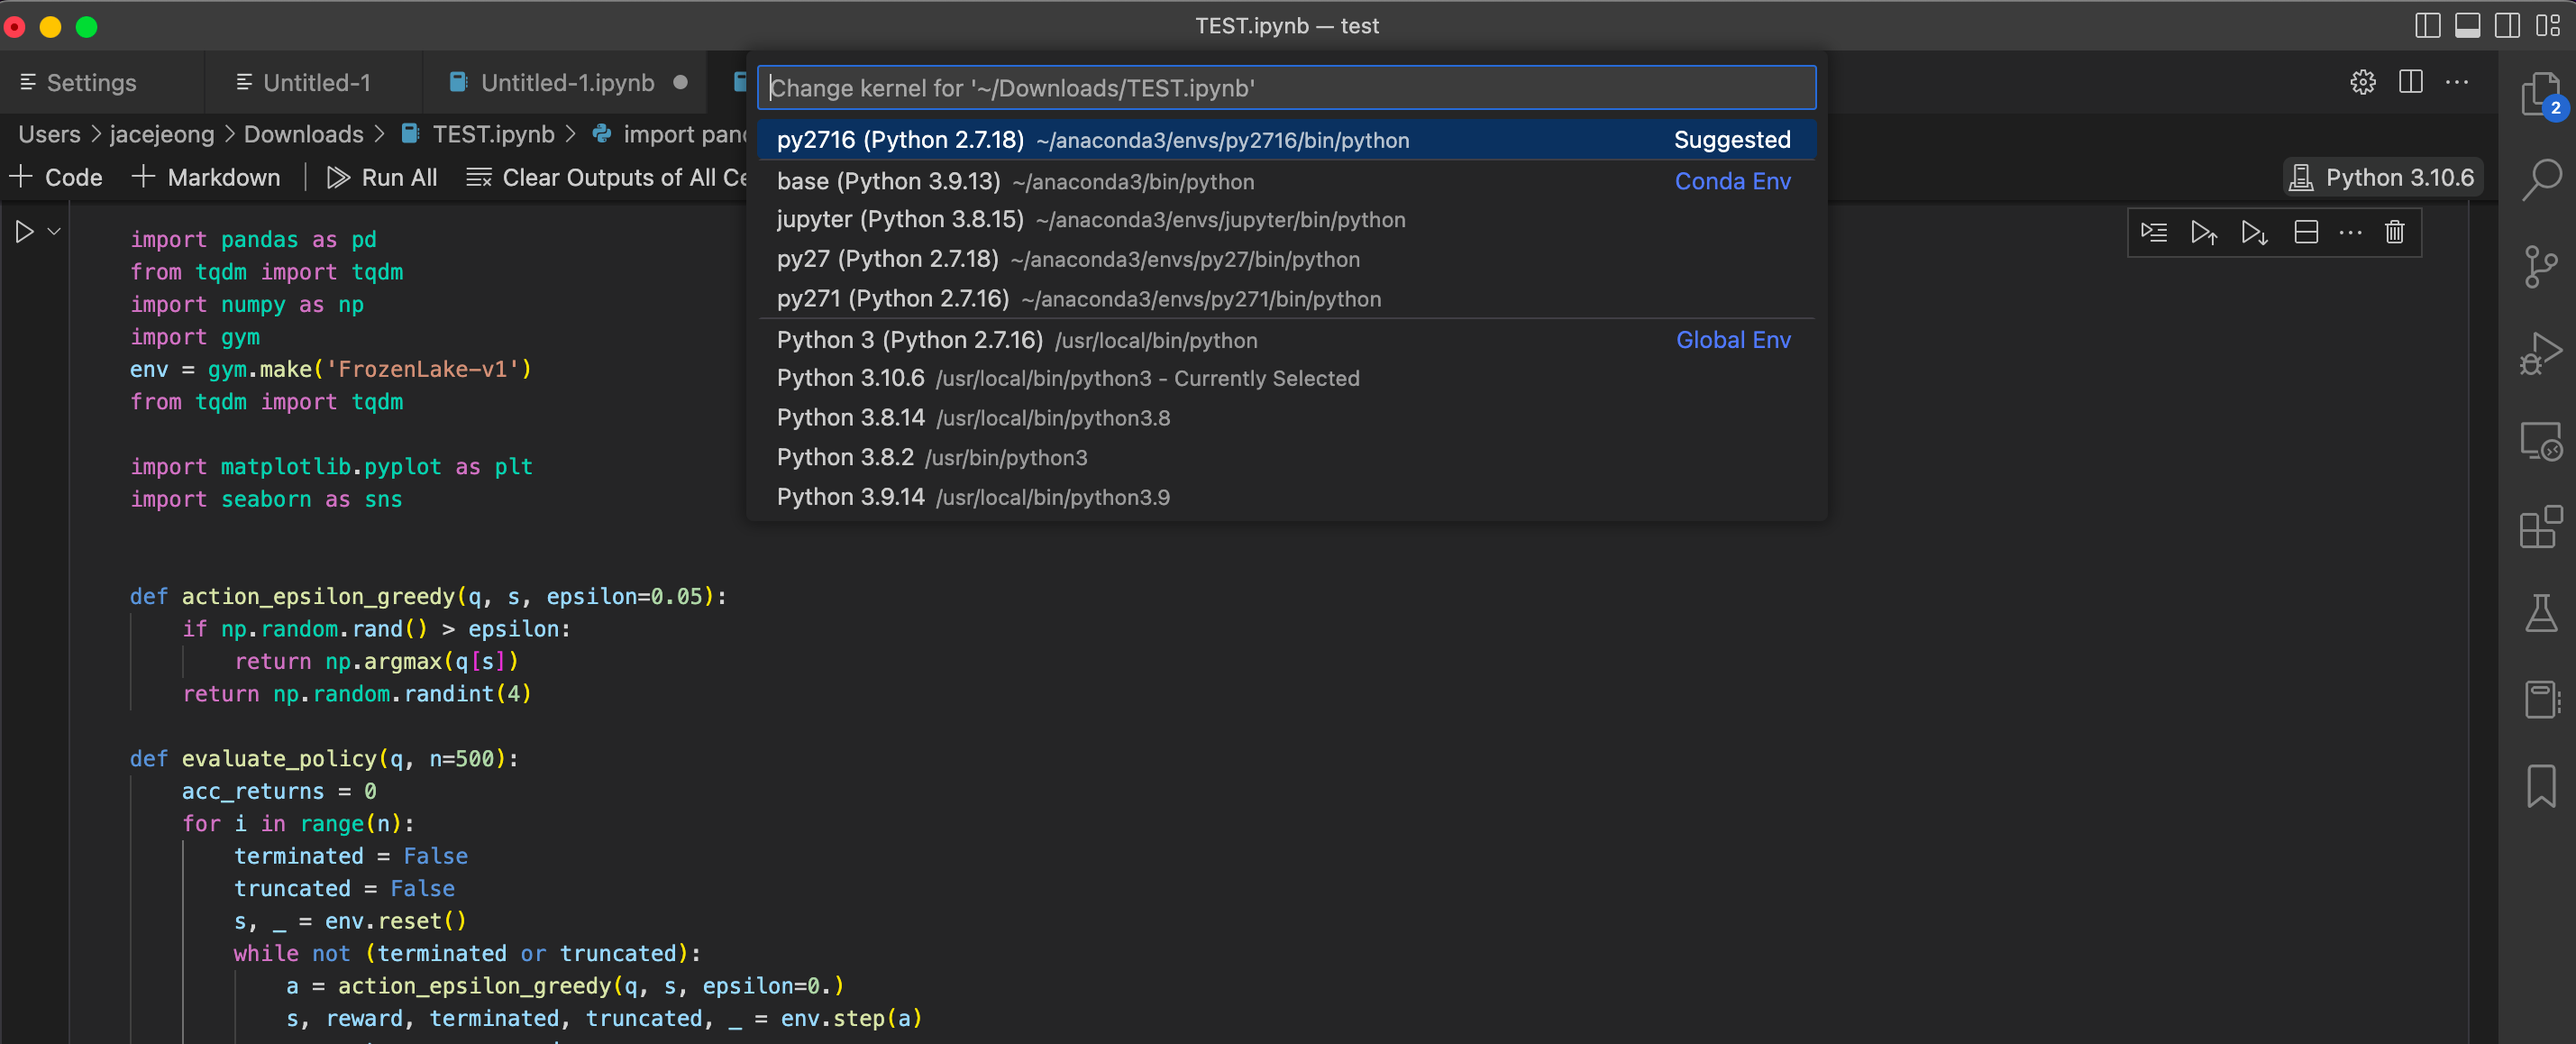 TEST.ipynb — test
Settings
Untitled-1
Untitled-1.ipynb
Change kernel for '~/Downloads/TEST.ipynb'
Users > jacejeong > Downloads > TEST.ipynb > import
py2716 (Python 2.7.18) ~/anaconda3/envs/py2716/bin/python Suggested
+ Code + Markdown Run All Clear Outputs of All
base (Python 3.9.13) ~/anaconda3/bin/python Conda Env
Python 3.10.6
jupyter (Python 3.8.15) ~/anaconda3/envs/jupyter/bin/python
py27 (Python 2.7.18) ~/anaconda3/envs/py27/bin/python
py271 (Python 2.7.16) ~/anaconda3/envs/py271/bin/python
Python 3 (Python 2.7.16) /usr/local/bin/python Global Env
Python 3.10.6 /usr/local/bin/python3 - Currently Selected
Python 3.8.14 /usr/local/bin/python3.8
Python 3.8.2 /usr/bin/python3
Python 3.9.14 /usr/local/bin/python3.9
2
import pandas as pd
from tqdm import tqdm
import numpy as np
import gym
env = gym.make('FrozenLake-v1')
from tqdm import tqdm
import matplotlib.pyplot as plt
import seaborn as sns
def action_epsilon_greedy(q, s, epsilon=0.05):
if np.random.rand() > epsilon:
return np.argmax(q[s])
return np.random.randint(4)
def evaluate_policy(q, n=500):
acc_returns = 0
for i in range(n):
terminated = False
truncated = False
s, _ = env.reset()
while not (terminated or truncated):
a = action_epsilon_greedy(q, s, epsilon=0.)
s, reward, terminated, truncated, _ = env.step(a)